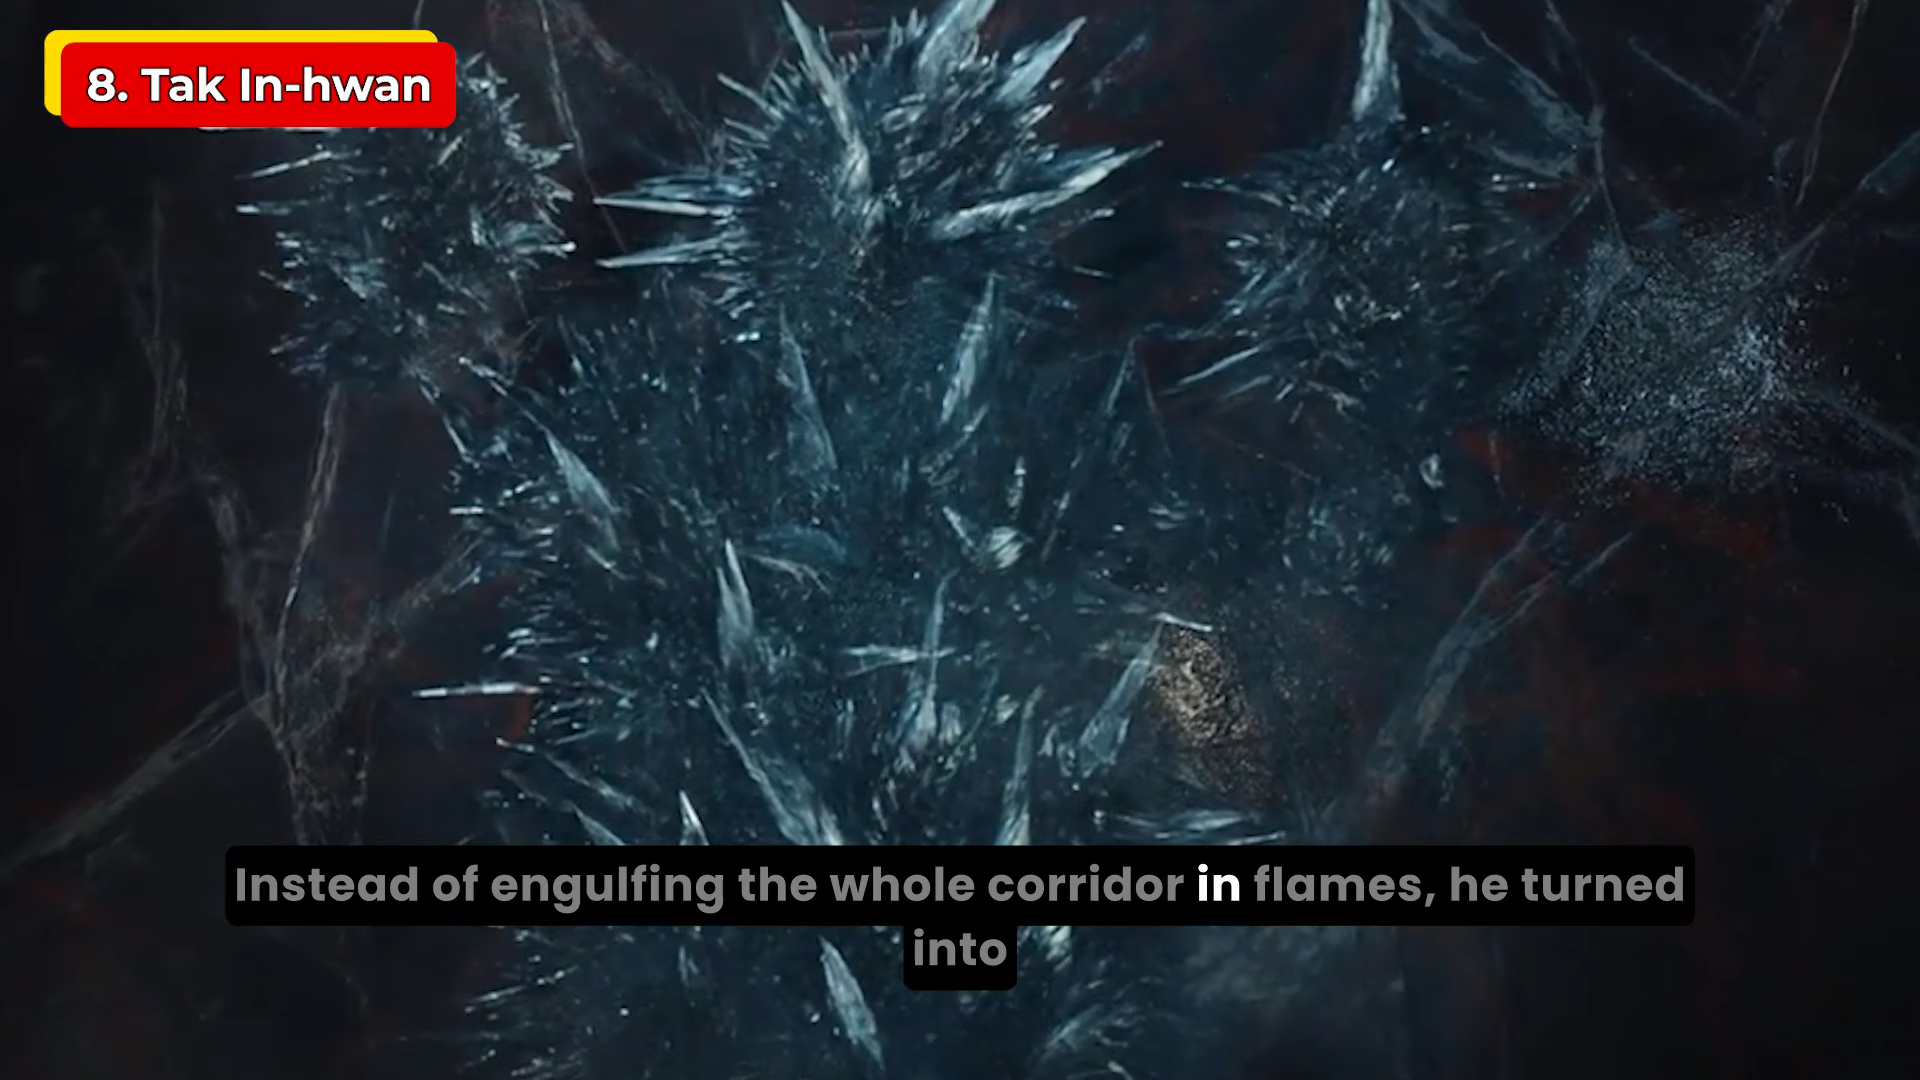 8. Tak In-hwan
Instead of engulfing the whole corridor in flames, he turned
into